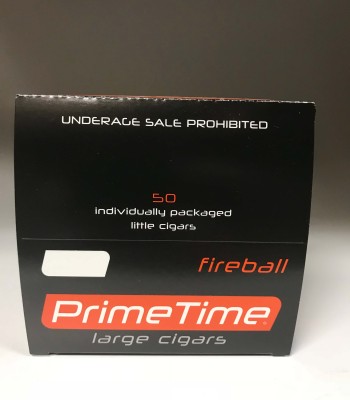 UNDERAGE SALE PROHIBITED
50
individually packaged
little cigars
fireball
PrimeTime
large cigars